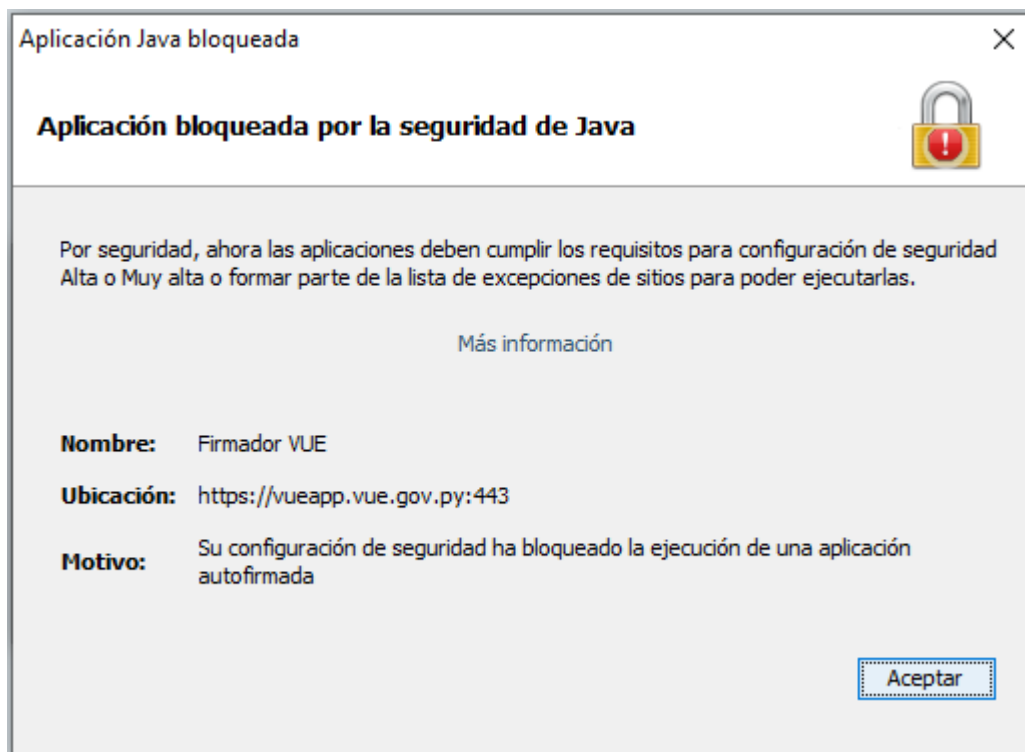 Aplicación Java bloqueada
Aplicación bloqueada por la seguridad de Java
Por seguridad, ahora las aplicaciones deben cumplir los requisitos para configuración de seguridad
Alta o Muy alta o formar parte de la lista de excepciones de sitios para poder ejecutarlas.
Más información
Nombre: Firmador VUE
Ubicación: https://vueapp.vue.gov.py:443
Motivo: Su configuración de seguridad ha bloqueado la ejecución de una aplicación
autofirmada
Aceptar